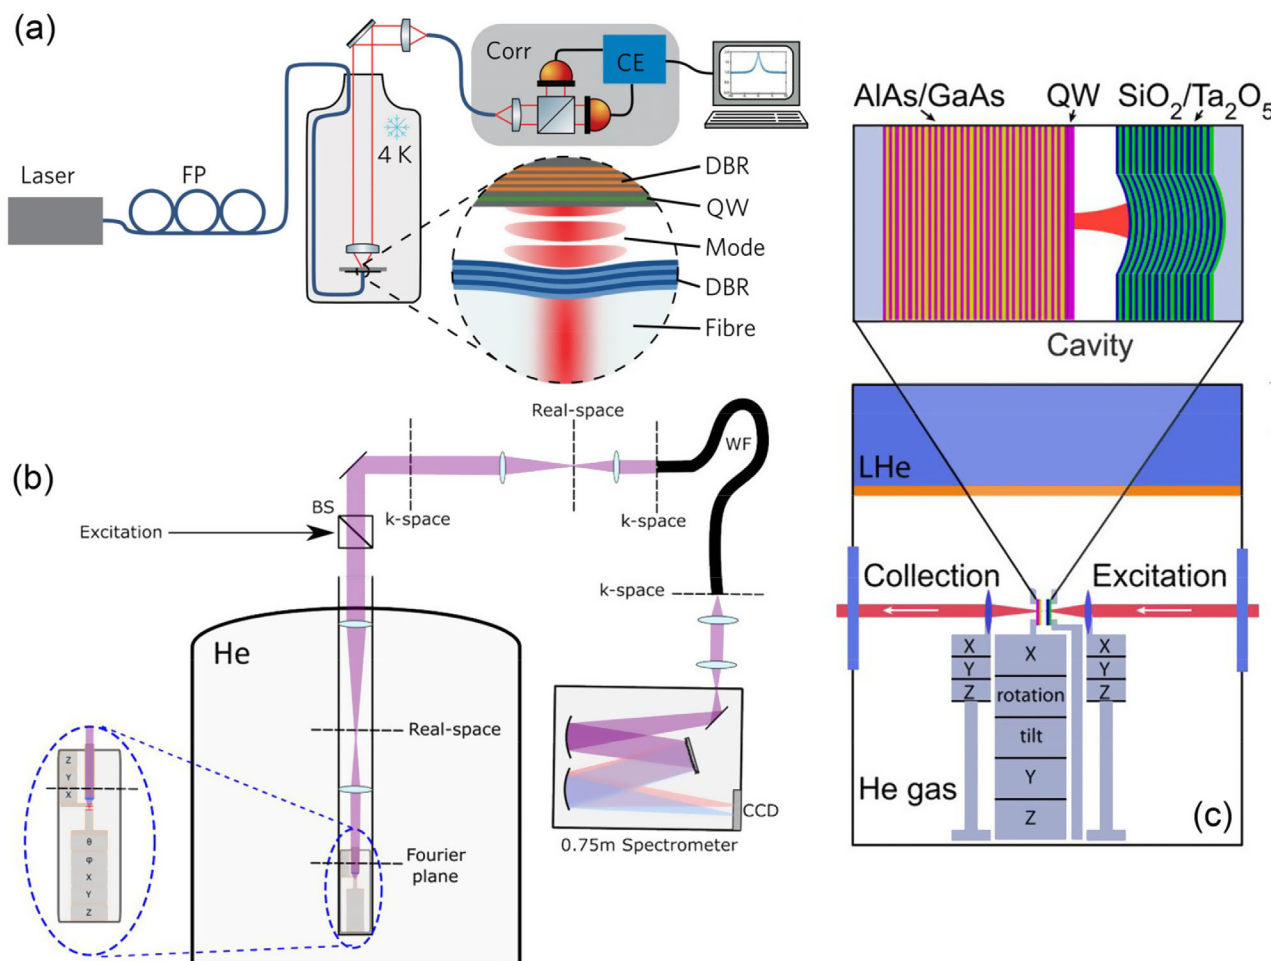 (a)
Laser
FP
4 K
Corr
CE
DBR
QW
Mode
DBR
Fibre
(b)
Excitation
BS
k-space
Real-space
k-space
WF
k-space
He
Real-space
Fourier
plane
Z
Y
X
θ
φ
X
Y
Z
CCD
0.75m Spectrometer
AlAs/GaAs
QW
SiO2/Ta2O5
Cavity
LHe
Collection
Excitation
X
Y
Z
X
rotation
tilt
Y
Z
X
Y
Z
He gas
(c)